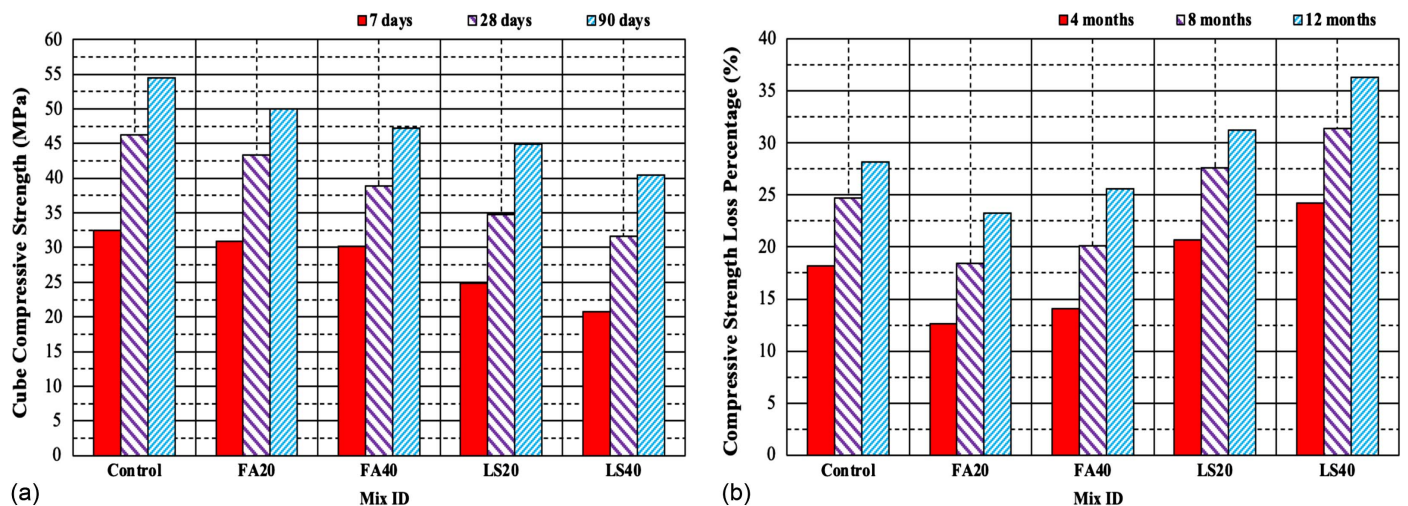 7 days 28 days 90 days
Cube Compressive Strength (MPa)
60
55
50
45
40
35
30
25
20
15
10
5
0
Control FA20 FA40 LS20 LS40
Mix ID
(a)
4 months 8 months 12 months
Compressive Strength Loss Percentage (%)
40
35
30
25
20
15
10
5
0
Control FA20 FA40 LS20 LS40
Mix ID
(b)